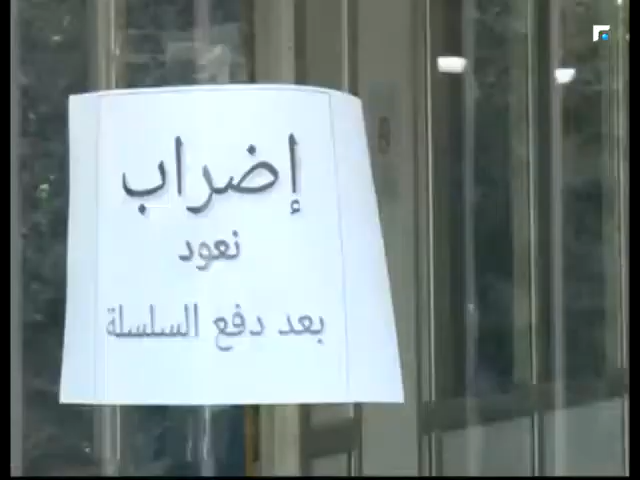 إضراب
نعود
بعد دفع السلسلة